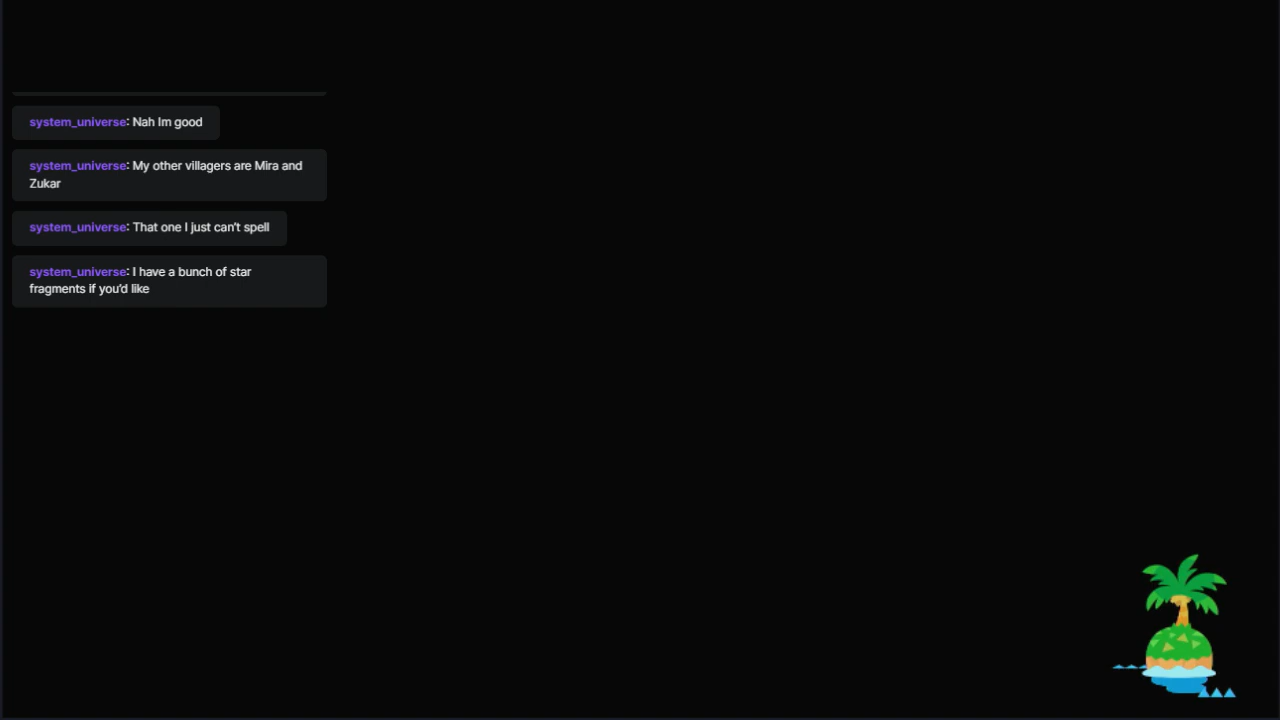 system_universe: Nah Im good
system_universe: My other villagers are Mira and
Zukar
system_universe: That one I just can't spell
system_universe: I have a bunch of star
fragments if you'd like